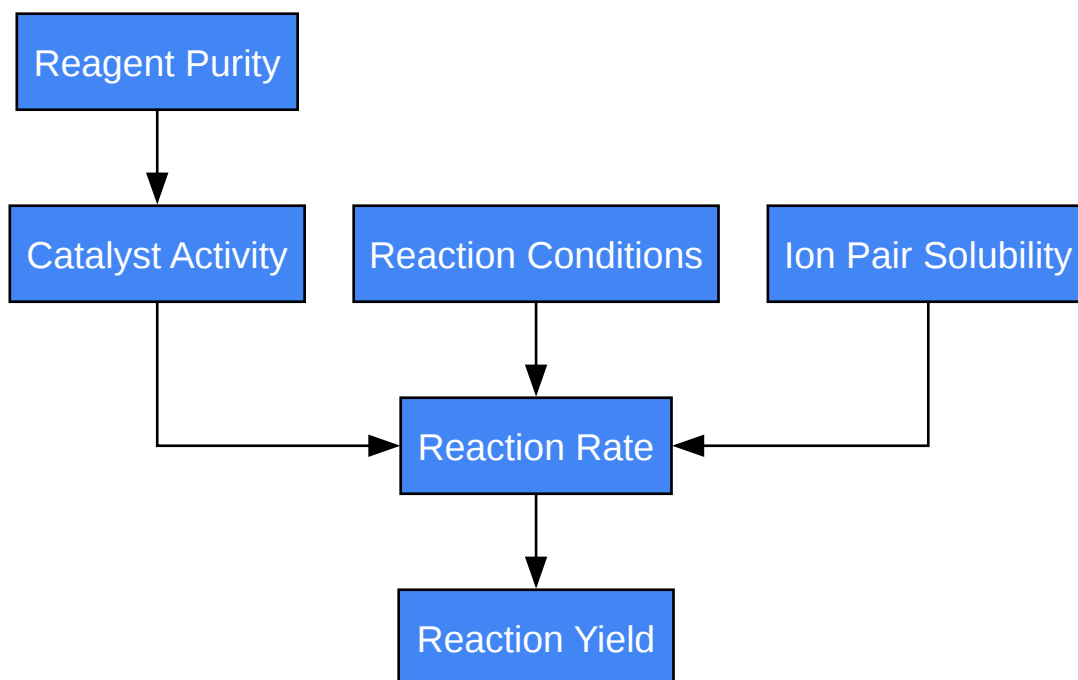 Reagent Purity
Catalyst Activity
Reaction Conditions
Ion Pair Solubility
Reaction Rate
Reaction Yield